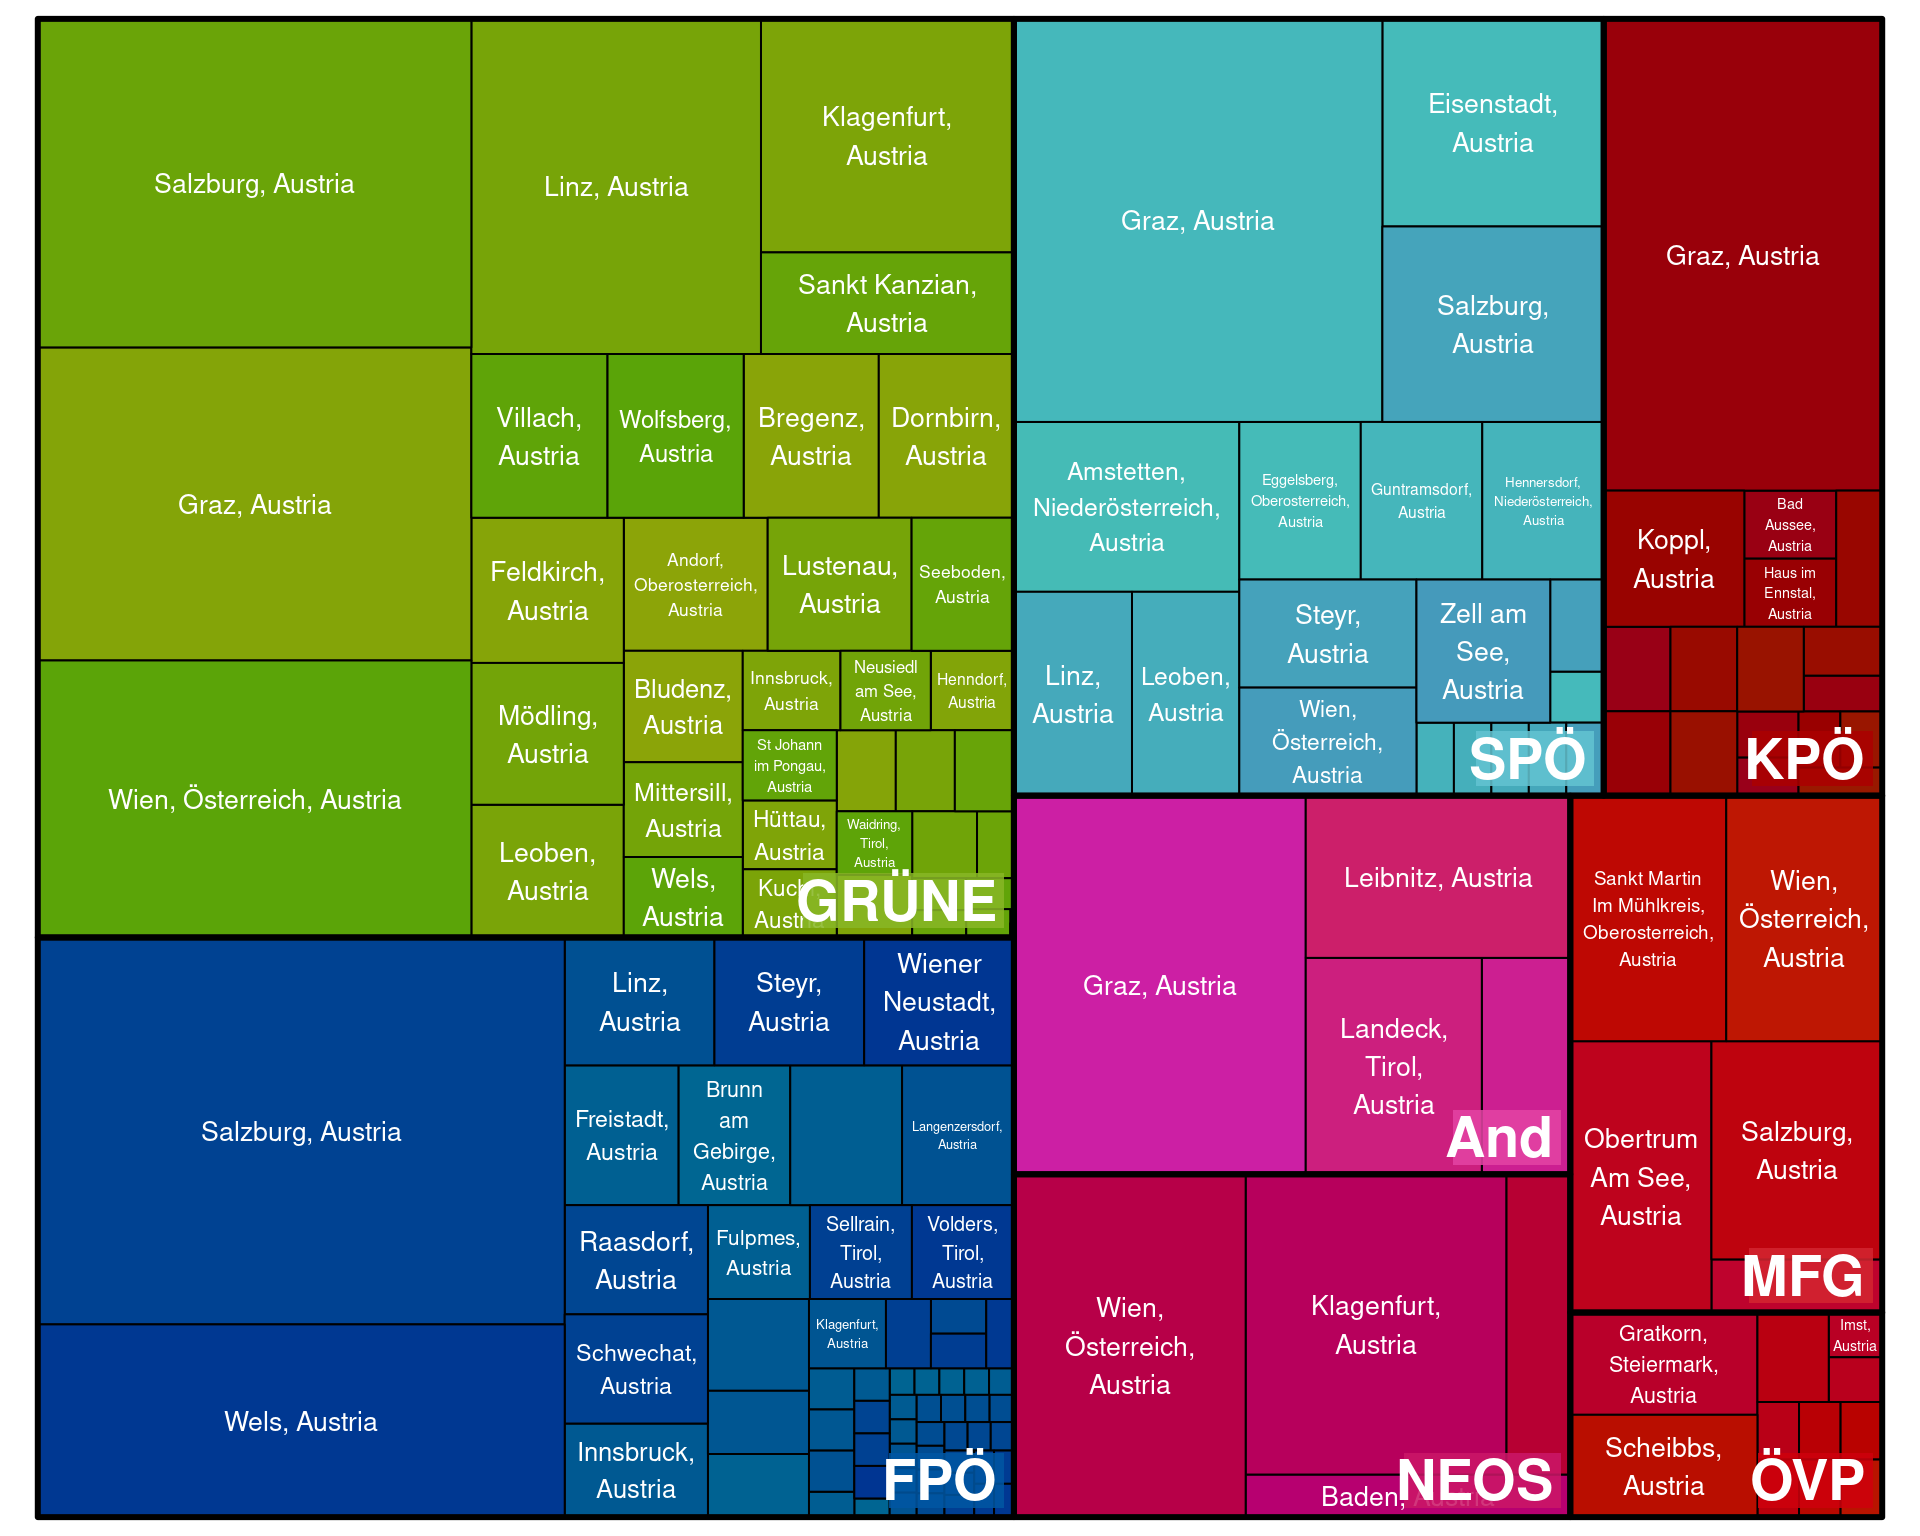 Salzburg, Austria
Graz, Austria
Wien, Österreich, Austria
Linz, Austria
Klagenfurt,
Austria
Sankt Kanzian,
Austria
Villach,
Austria
Wolfsberg,
Austria
Bregenz,
Austria
Dornbirn,
Austria
Feldkirch,
Austria
Andorf,
Oberosterreich,
Austria
Lustenau,
Austria
Seeboden,
Austria
Mödling,
Austria
Leoben,
Austria
Bludenz,
Austria
Mittersill,
Austria
Wels,
Austria
Innsbruck,
Austria
Neusiedl
am See,
Austria
Henndorf,
Austria
St Johann
im Pongau,
Austria
Hüttau,
Austria
Kuchl,
Austria
Waidring,
Tirol,
Austria
GRÜNE
Salzburg, Austria
Wels, Austria
Linz,
Austria
Steyr,
Austria
Wiener
Neustadt,
Austria
Freistadt,
Austria
Brunn
am
Gebirge,
Austria
Langenzersdorf,
Austria
Raasdorf,
Austria
Fulpmes,
Austria
Sellrain,
Tirol,
Austria
Volders,
Tirol,
Austria
Schwechat,
Austria
Klagenfurt,
Austria
Innsbruck,
Austria
FPÖ
Graz, Austria
Eisenstadt,
Austria
Salzburg,
Austria
Amstetten,
Niederösterreich,
Austria
Eggelsberg,
Oberosterreich,
Austria
Guntramsdorf,
Austria
Hennersdorf,
Niederösterreich,
Austria
Linz,
Austria
Leoben,
Austria
Steyr,
Austria
Zell am
See,
Austria
Wien,
Österreich,
Austria
SPÖ
Graz, Austria
Koppl,
Austria
Bad
Aussee,
Austria
Haus im
Ennstal,
Austria
KPÖ
Graz, Austria
Leibnitz, Austria
Landeck,
Tirol,
Austria
And
Sankt Martin
Im Mühlkreis,
Oberosterreich,
Austria
Wien,
Österreich,
Austria
Obertrum
Am See,
Austria
Salzburg,
Austria
MFG
Wien,
Österreich,
Austria
Klagenfurt,
Austria
Baden, Austria
NEOS
Gratkorn,
Steiermark,
Austria
Scheibbs,
Austria
Imst,
Austria
ÖVP